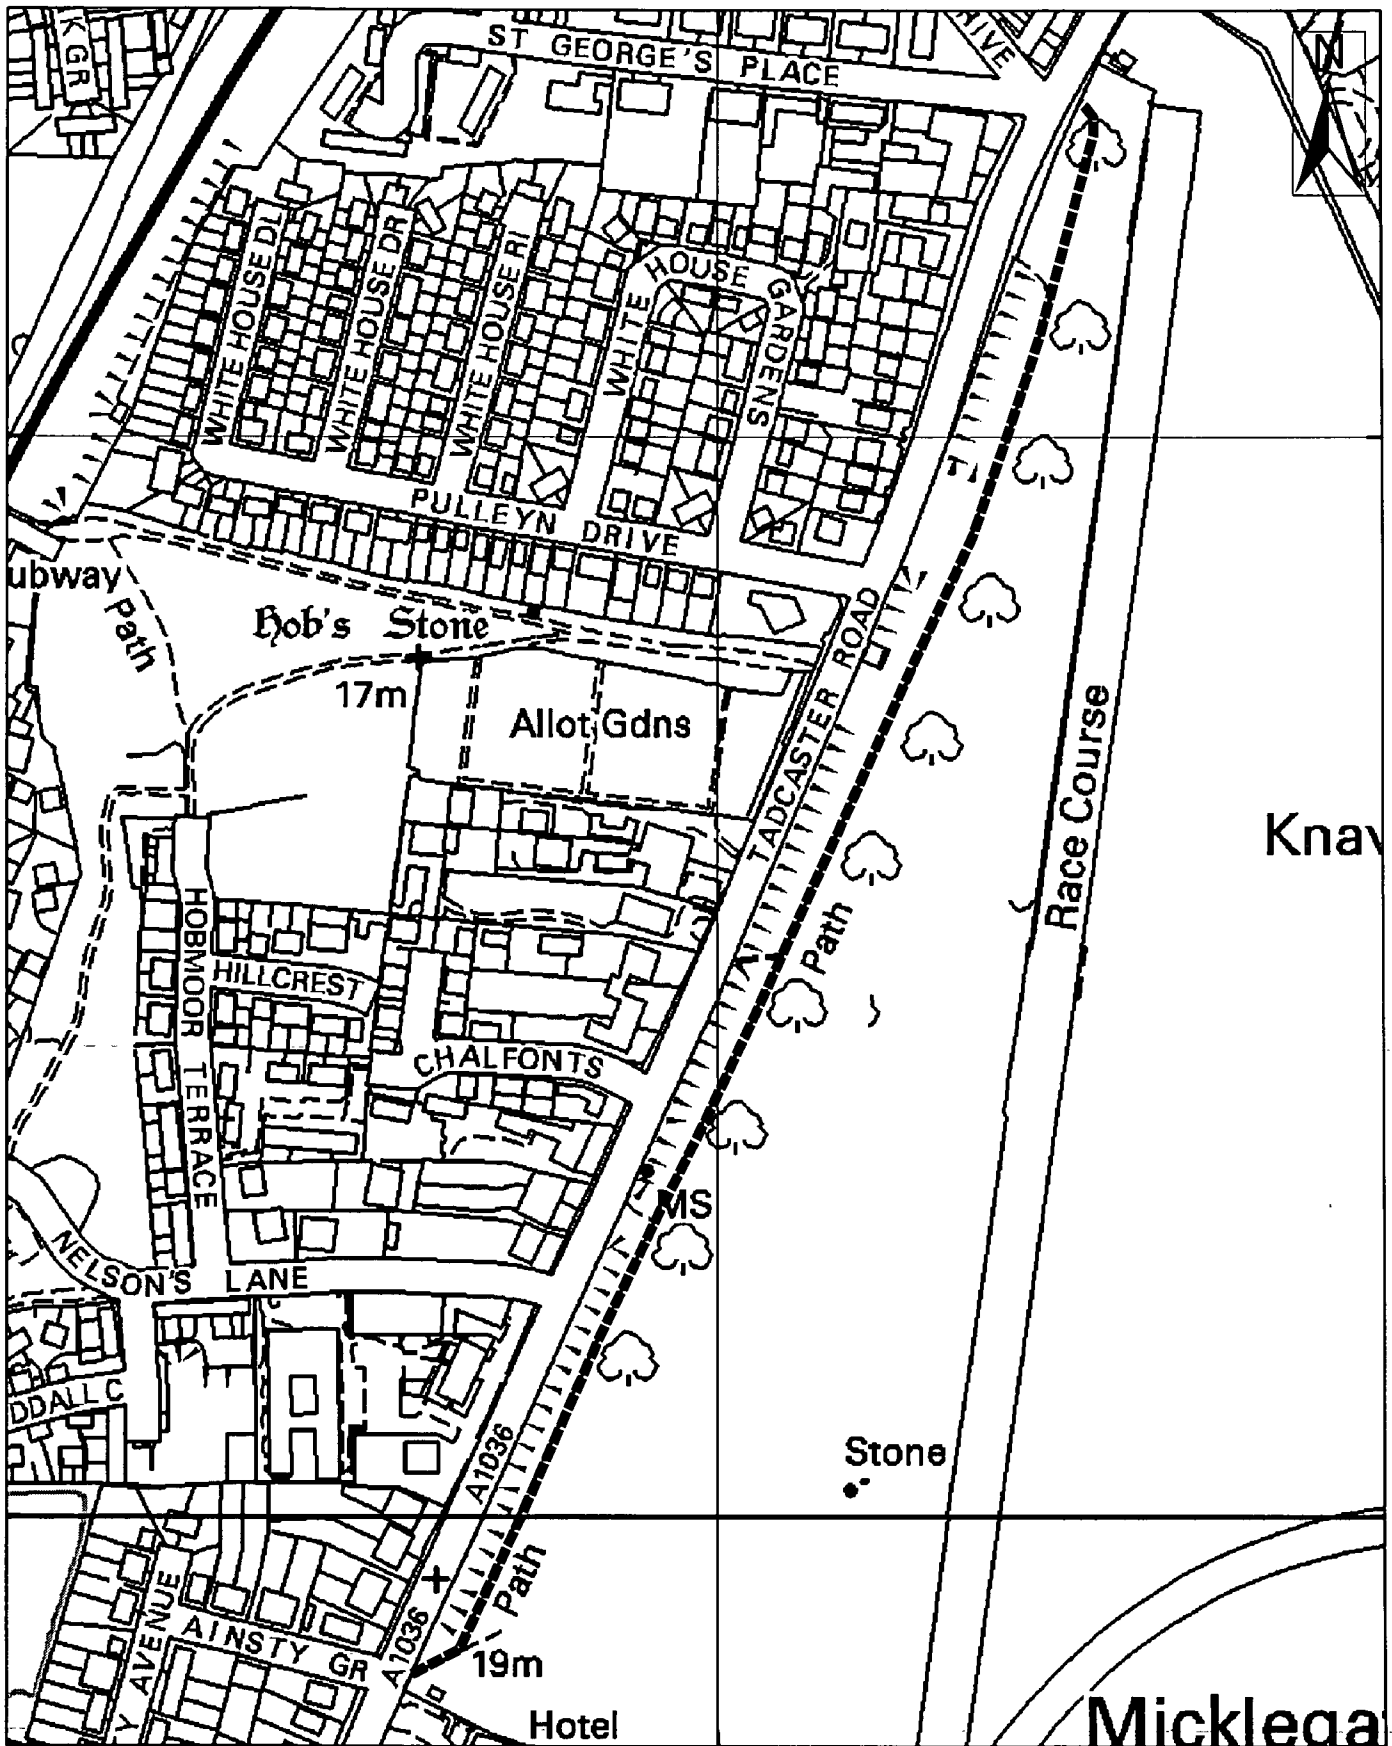 K GR
ST GEORGE'S PLACE
RIVE
N
WHITE HOUSE DL
WHITE HOUSE DR
WHITE HOUSE RI
WHITE HOUSE GARDENS
PULLEYN DRIVE
ubway
Path
Hob's Stone
17m
Allot Gdns
TADCASTER ROAD
Race Course
Knav
Path
HOBMOOR TERRACE
HILLCREST
CHALFONTS
MS
NELSON'S LANE
DDALL C
A1036
Stone
Path
Y AVENUE
AINSTY GR
A1036
19m
Hotel
Micklega